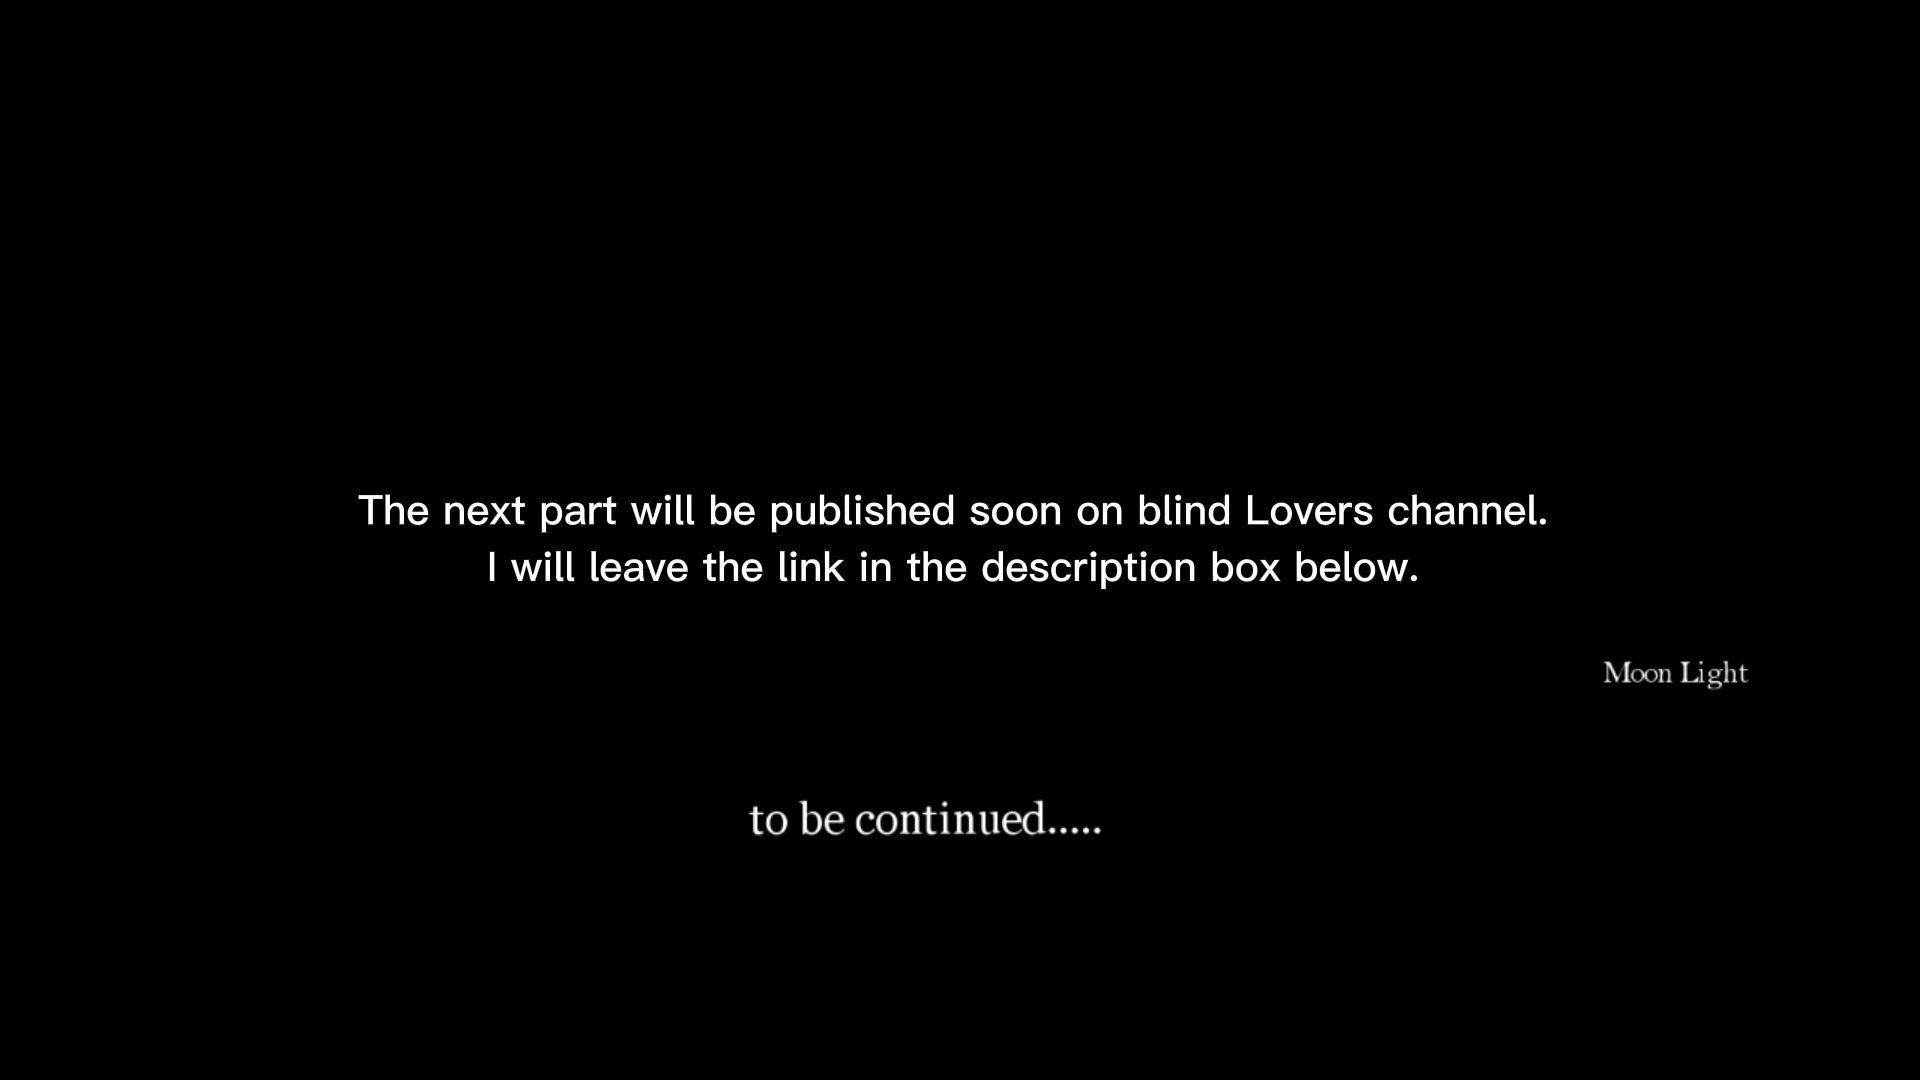 The next part will be published soon on blind Lovers channel.
I will leave the link in the description box below.
Moon Light
to be continued.....